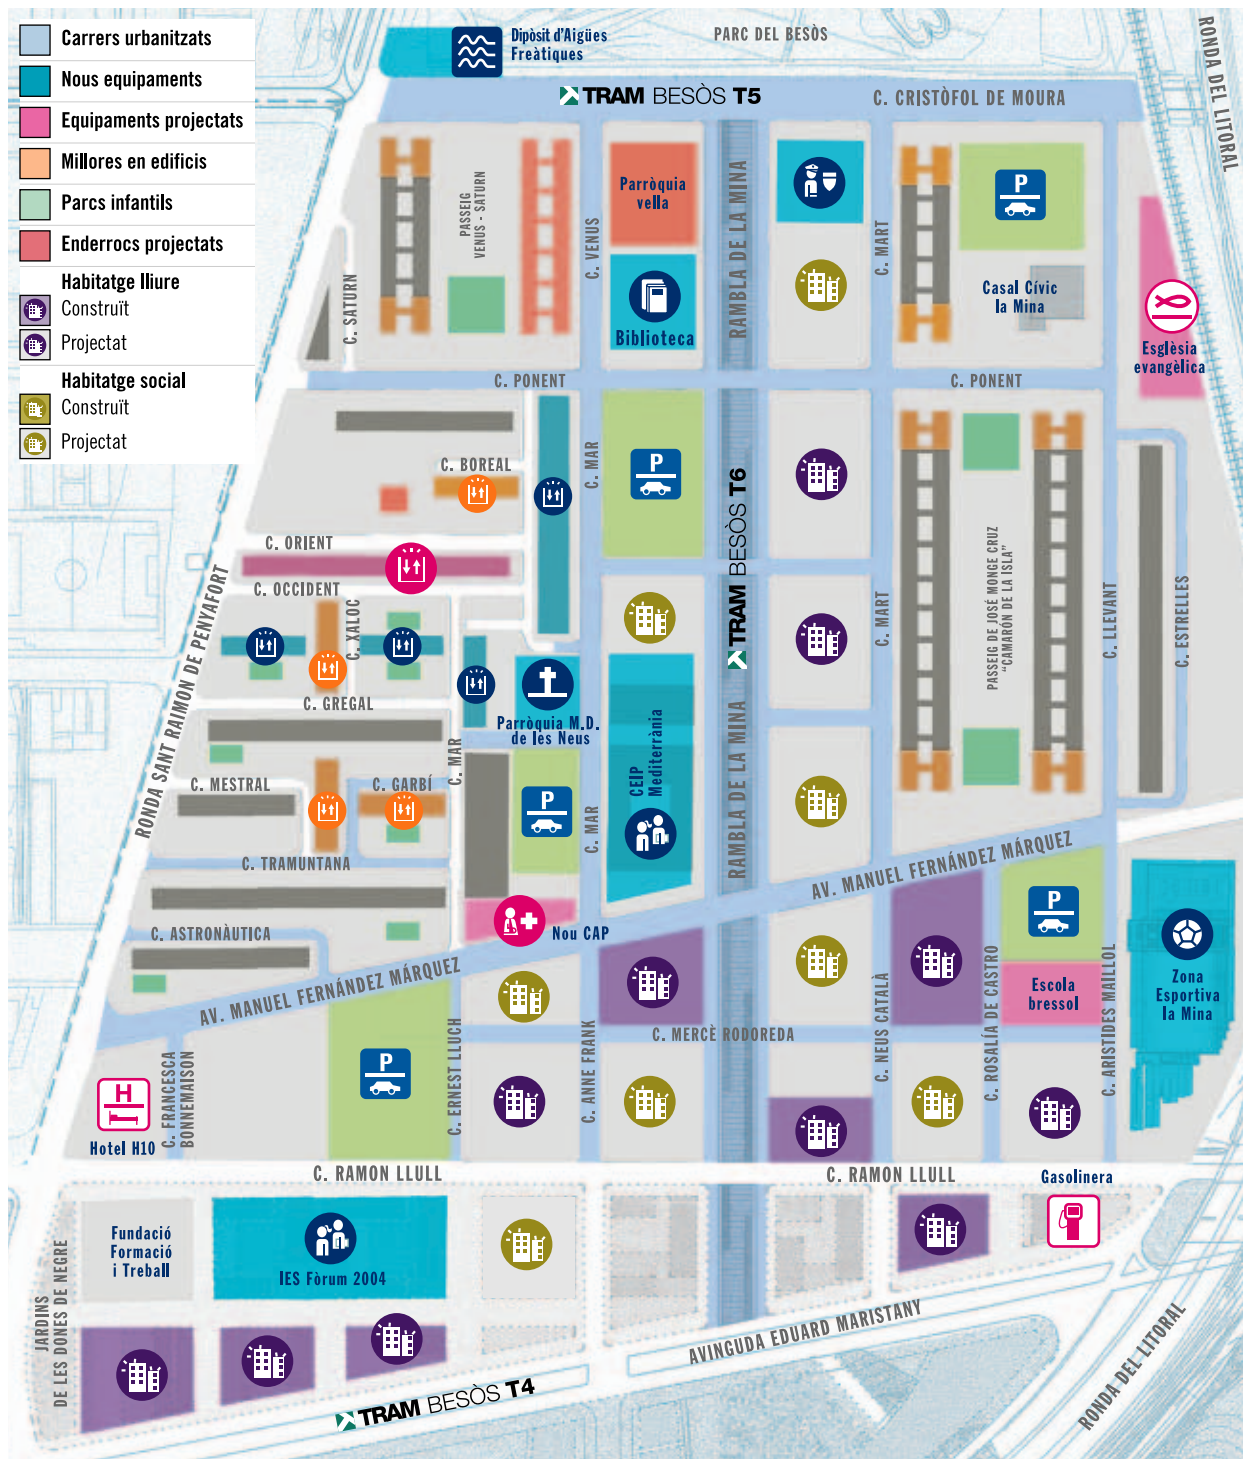 Carrers urbanitzats
Nous equipaments
Equipaments projectats
Millores en edificis
Parcs infantils
Enderrocs projectats
Habitatge lliure
Construït
Projectat
Habitatge social
Construït
Projectat
Dipòsit d'Aigües
Freàtiques
PARC DEL BESÒS
RONDA DEL LITORAL
TRAM BESÒS T5
C. CRISTÒFOL DE MOURA
Parròquia
vella
PASSEIG
VENUS - SATURN
C. VENUS
RAMBLA DE LA MINA
C. MART
P
C. SATURN
Biblioteca
Casal Cívic
la Mina
Església
evangèlica
C. PONENT
C. PONENT
C. BOREAL
C. MAR
P
TRAM BESÒS T6
C. ORIENT
C. OCCIDENT
C. XALOC
RONDA SANT RAIMON DE PENYAFORT
C. MART
PASSEIG DE JOSÉ MONGE CRUZ
"CAMARÓN DE LA ISLA"
C. LLEVANT
C. ESTRELLES
C. GREGAL
Parròquia M.D.
de les Neus
C. MAR
CEIP
Mediterrània
RAMBLA DE LA MINA
C. MESTRAL
C. GARBÍ
P
C. MAR
C. TRAMUNTANA
AV. MANUEL FERNÁNDEZ MÁRQUEZ
P
C. ASTRONÀUTICA
Nou CAP
AV. MANUEL FERNÁNDEZ MÁRQUEZ
Escola
bressol
Zona
Esportiva
la Mina
C. MERCÈ RODOREDA
C. NEUS CATALÀ
C. ROSALÍA DE CASTRO
C. ARISTIDES MAILLOL
P
C. ERNEST LLUCH
C. ANNE FRANK
C. FRANCESCA
BONNEMAISON
H
Hotel H10
C. RAMON LLULL
C. RAMON LLULL
Gasolinera
Fundació
Formació
i Treball
IES Fòrum 2004
JARDINS
DE LES DONES DE NEGRE
AVINGUDA EDUARD MARISTANY
RONDA DEL LITORAL
TRAM BESÒS T4